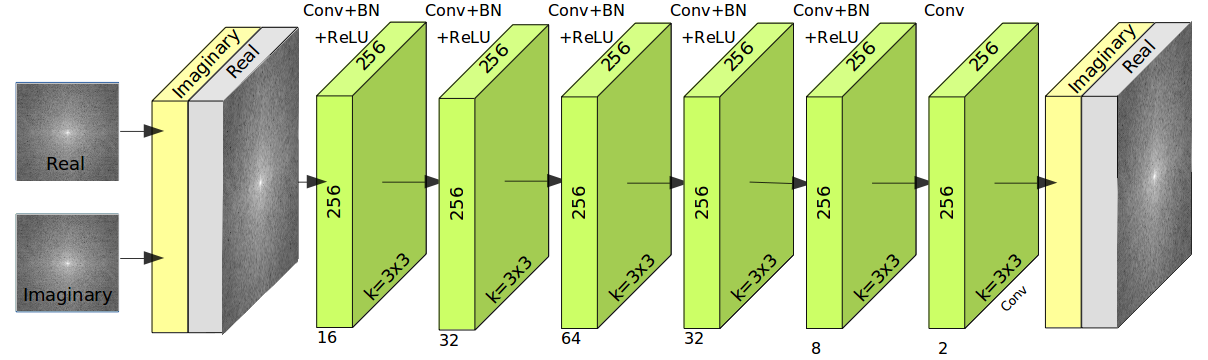 Conv+BN
+ReLU
Conv+BN
+ReLU
Conv+BN
+ReLU
Conv+BN
+ReLU
Conv+BN
+ReLU
Conv
Real
Imaginary
Imaginary
Real
256
256
k=3x3
16
256
256
k=3x3
32
256
256
k=3x3
64
256
256
k=3x3
32
256
256
k=3x3
8
256
256
k=3x3
Conv
2
Imaginary
Real